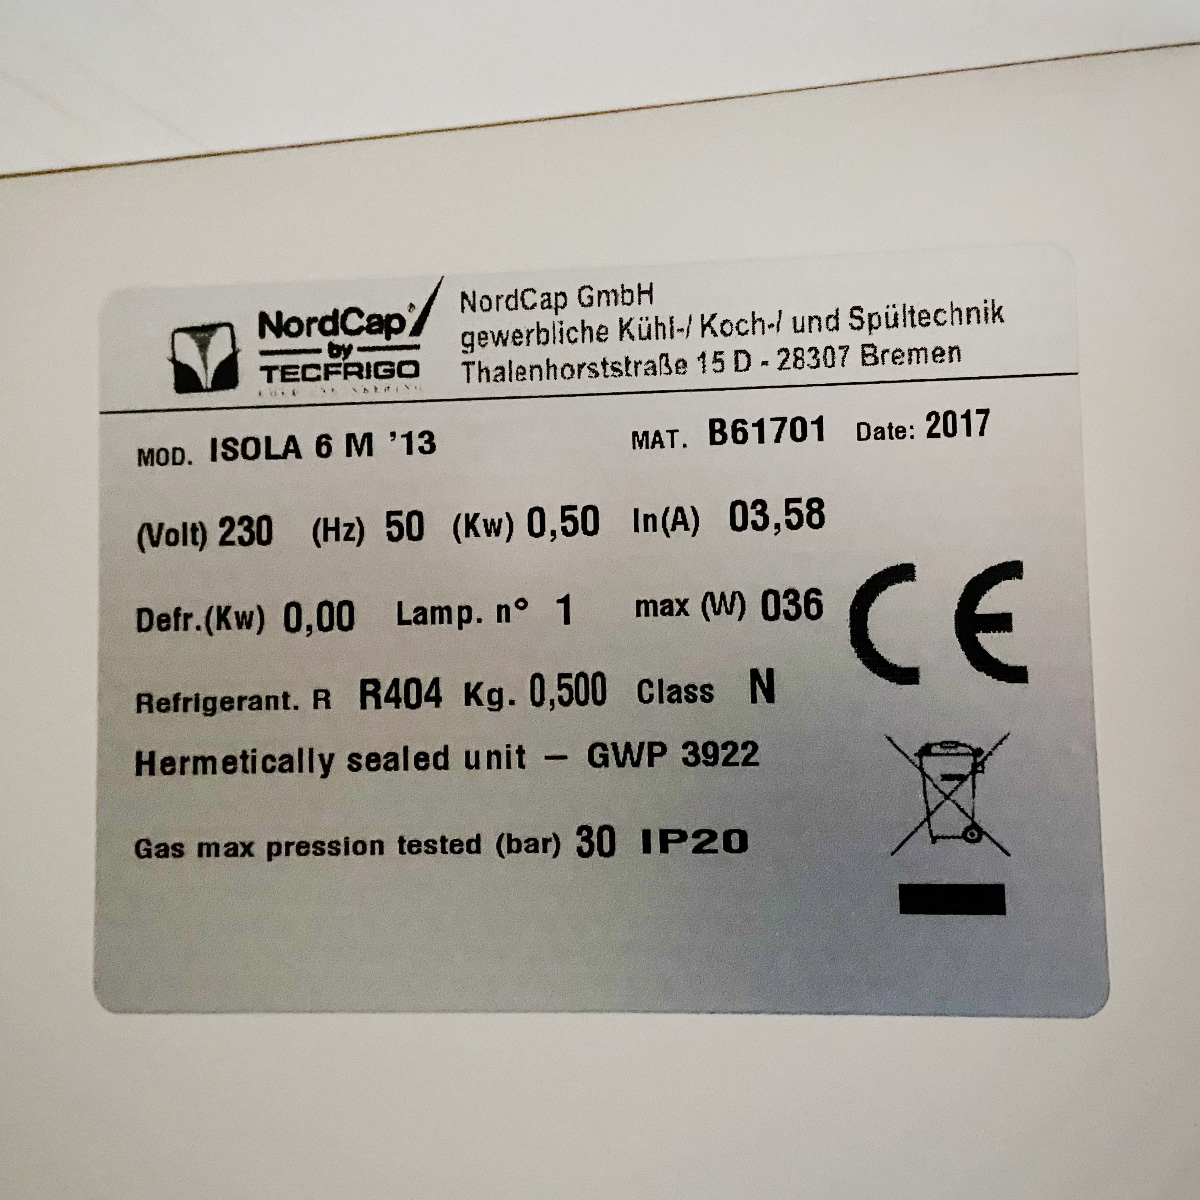 NordCap®
by
TECFRIGO
NordCap GmbH
gewerbliche Kühl-/ Koch-/ und Spültechnik
Thalenhorststraße 15 D - 28307 Bremen
MOD. ISOLA 6 M '13 MAT. B61701 Date: 2017
(Volt) 230 (Hz) 50 (Kw) 0,50 In(A) 03,58
Defr.(Kw) 0,00 Lamp. n° 1 max (W) 036
CE
Refrigerant. R R404 Kg. 0,500 Class N
Hermetically sealed unit – GWP 3922
Gas max pression tested (bar) 30 IP20